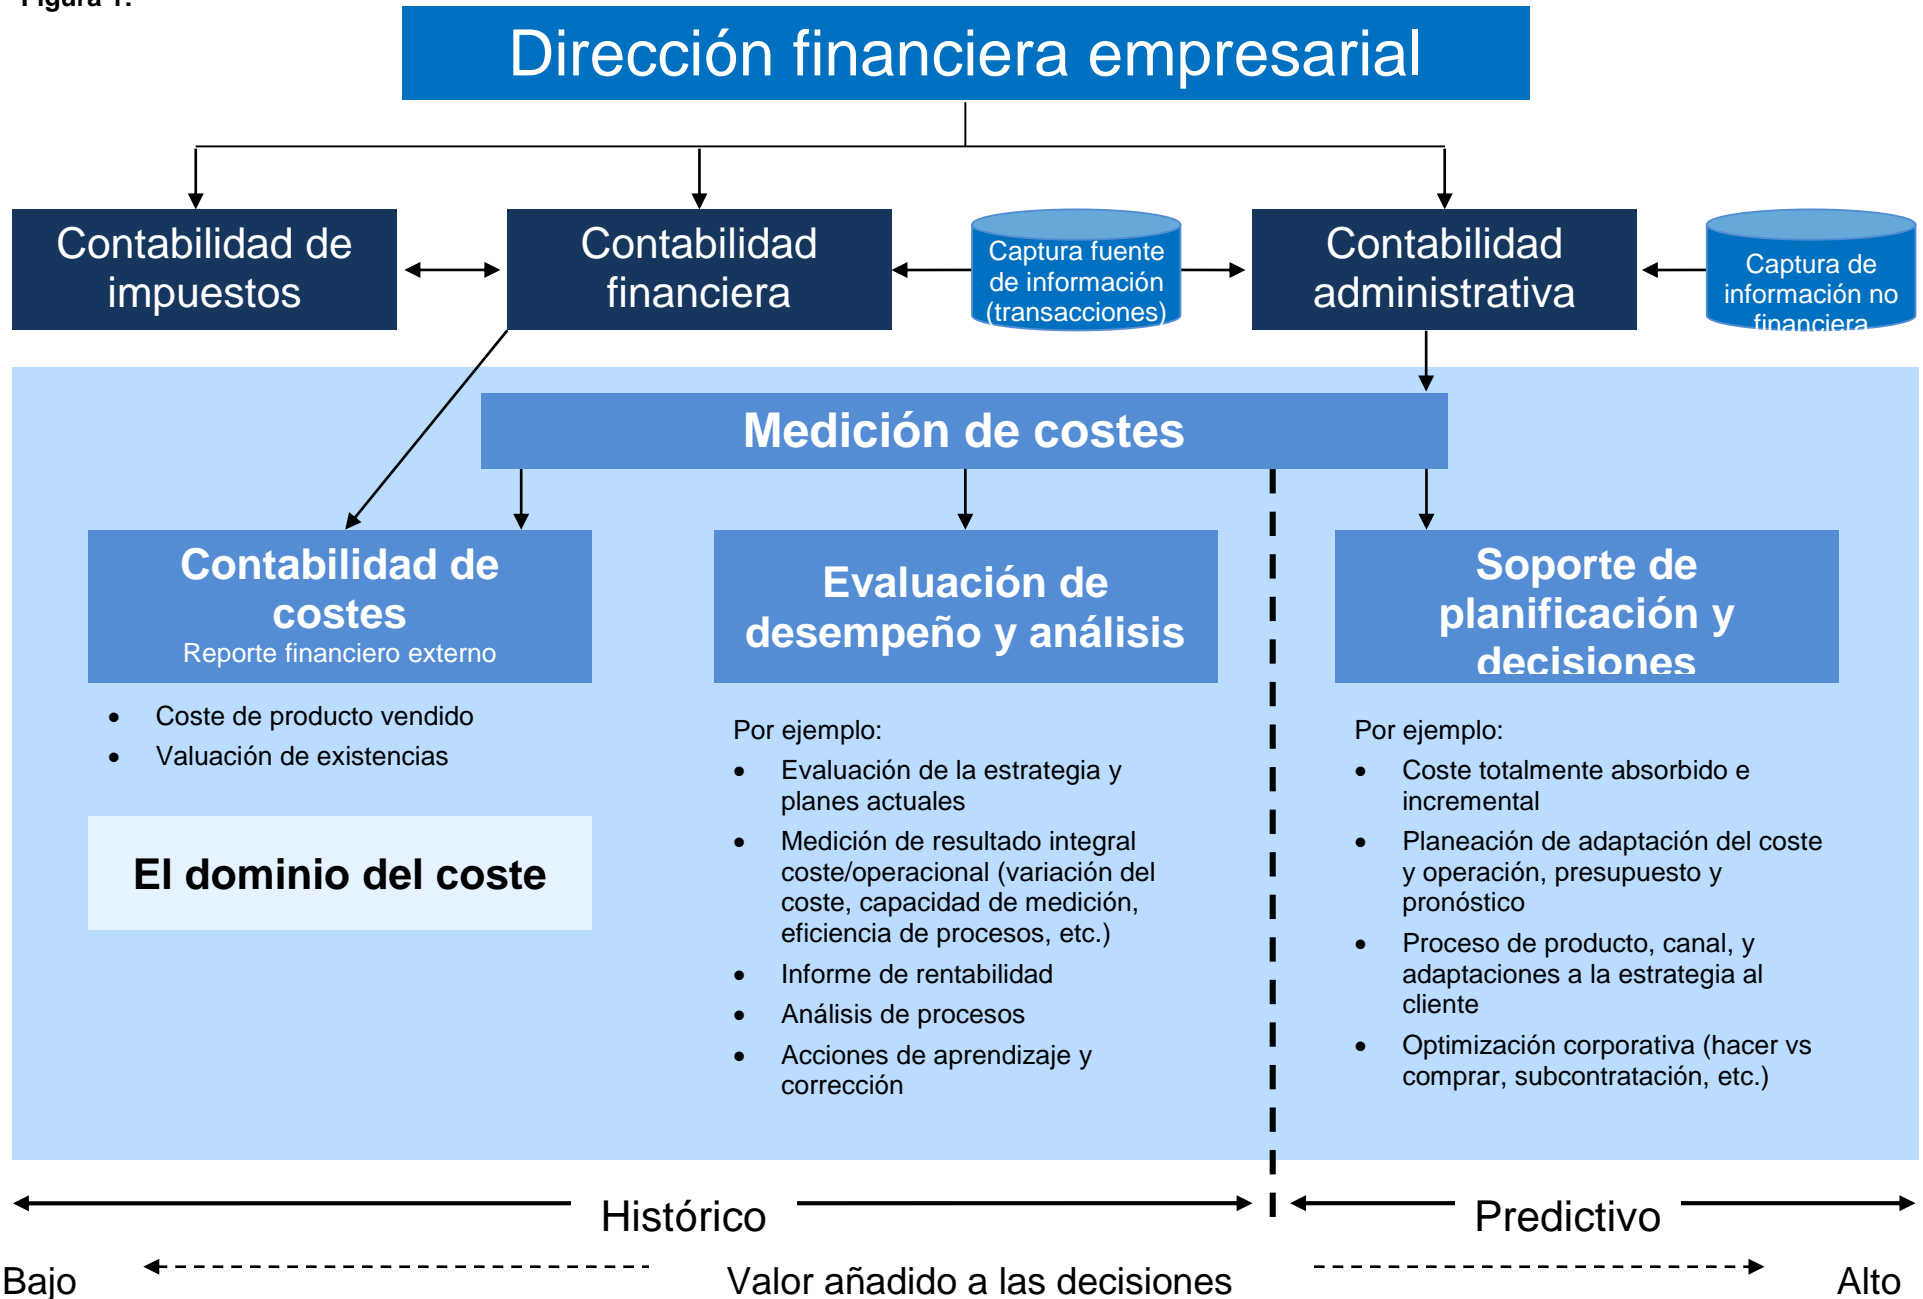 Figura 1.
Dirección financiera empresarial
Contabilidad de
impuestos
Contabilidad
financiera
Captura fuente
de información
(transacciones)
Contabilidad
administrativa
Captura de
información no
financiera
Medición de costes
Contabilidad de
costes
Reporte financiero externo
Evaluación de
desempeño y análisis
Soporte de
planificación y
decisiones
• Coste de producto vendido
• Valuación de existencias
El dominio del coste
Por ejemplo:
• Evaluación de la estrategia y
planes actuales
• Medición de resultado integral
coste/operacional (variación del
coste, capacidad de medición,
eficiencia de procesos, etc.)
• Informe de rentabilidad
• Análisis de procesos
• Acciones de aprendizaje y
corrección
Por ejemplo:
• Coste totalmente absorbido e
incremental
• Planeación de adaptación del coste
y operación, presupuesto y
pronóstico
• Proceso de producto, canal, y
adaptaciones a la estrategia al
cliente
• Optimización corporativa (hacer vs
comprar, subcontratación, etc.)
Histórico
Predictivo
Bajo
Valor añadido a las decisiones
Alto